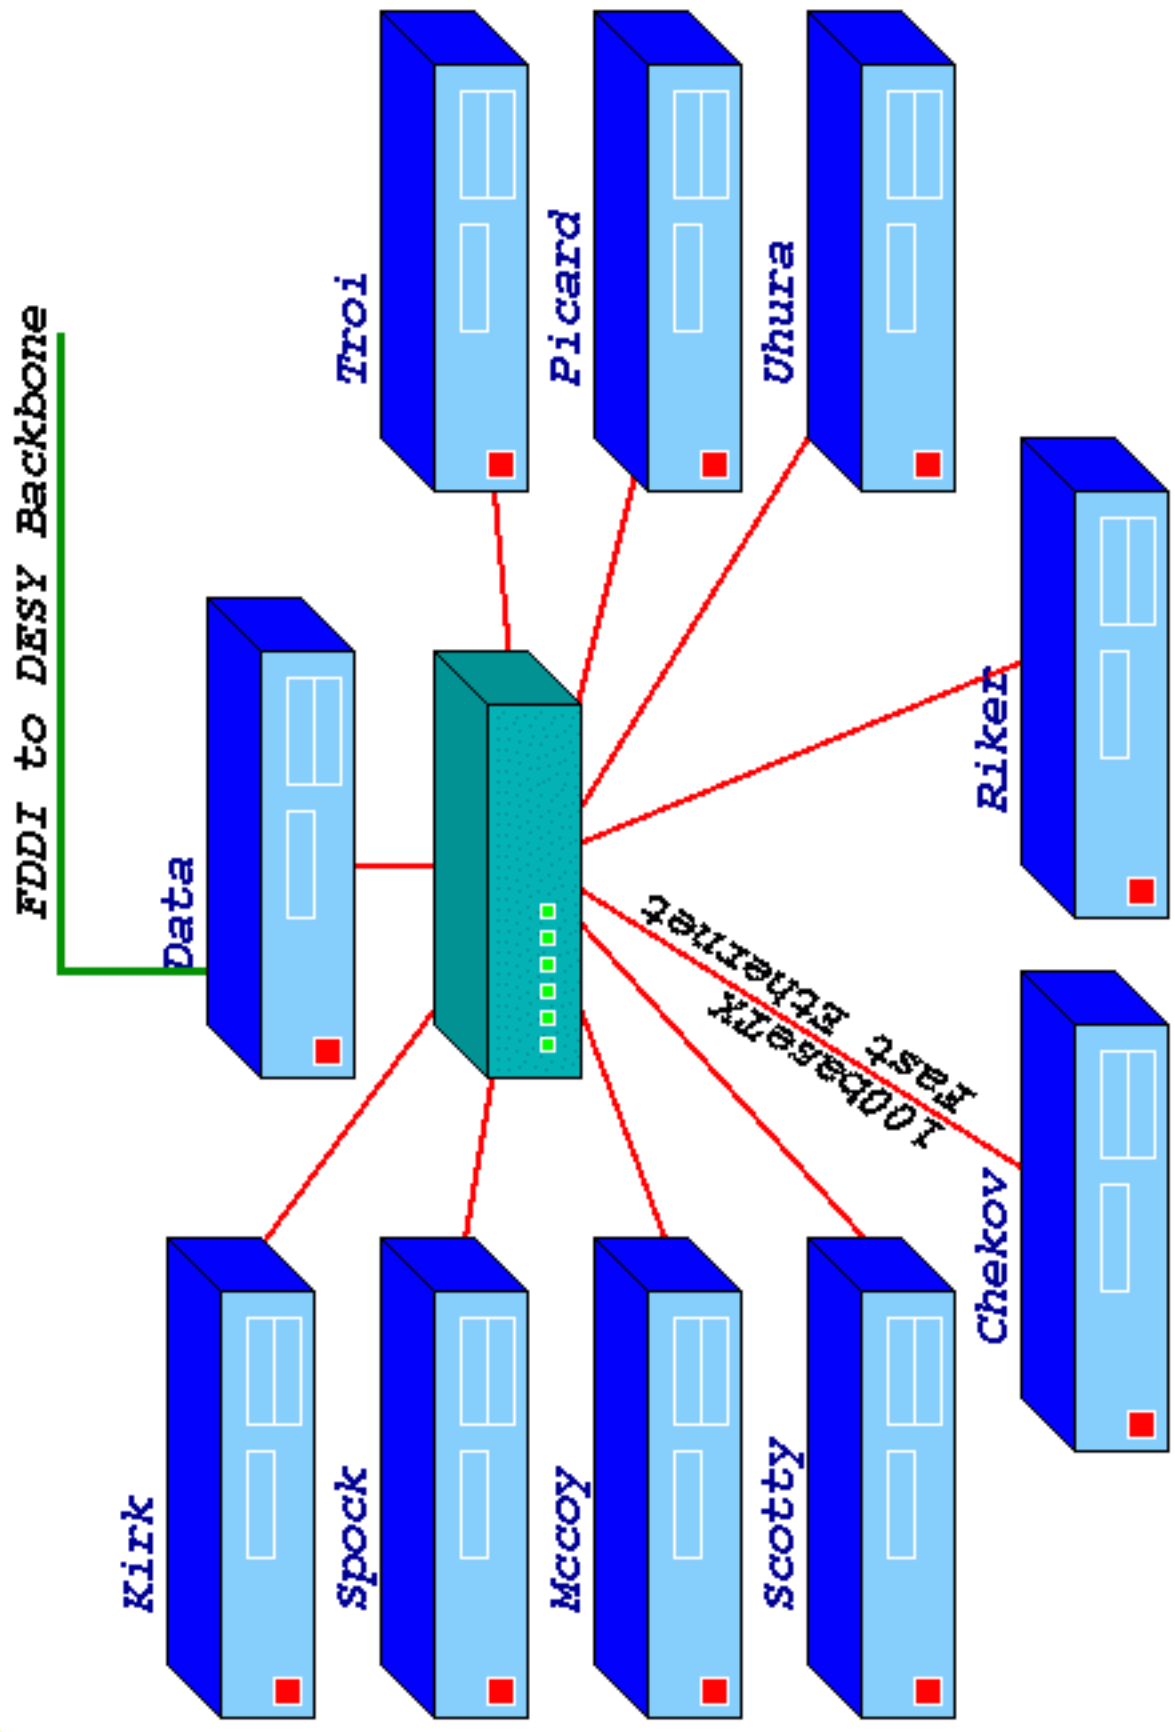 FDDI to DESY Backbone
Data
Kirk
Troi
Spock
Picard
Mccoy
Uhura
Scotty
Fast Ethernet
100baseTX
Riker
Chekov